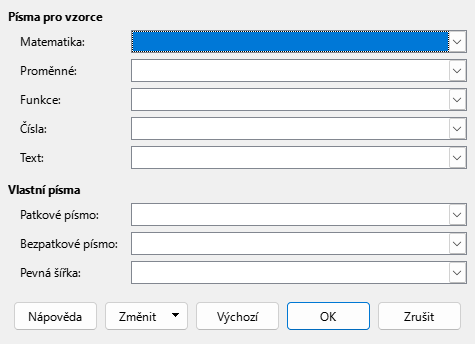 Písma pro vzorce
Matematika:
Proměnné:
Funkce:
Čísla:
Text:
Vlastní písma
Patkové písmo:
Bezpatkové písmo:
Pevná šířka:
Nápověda Změnit Výchozí OK Zrušit